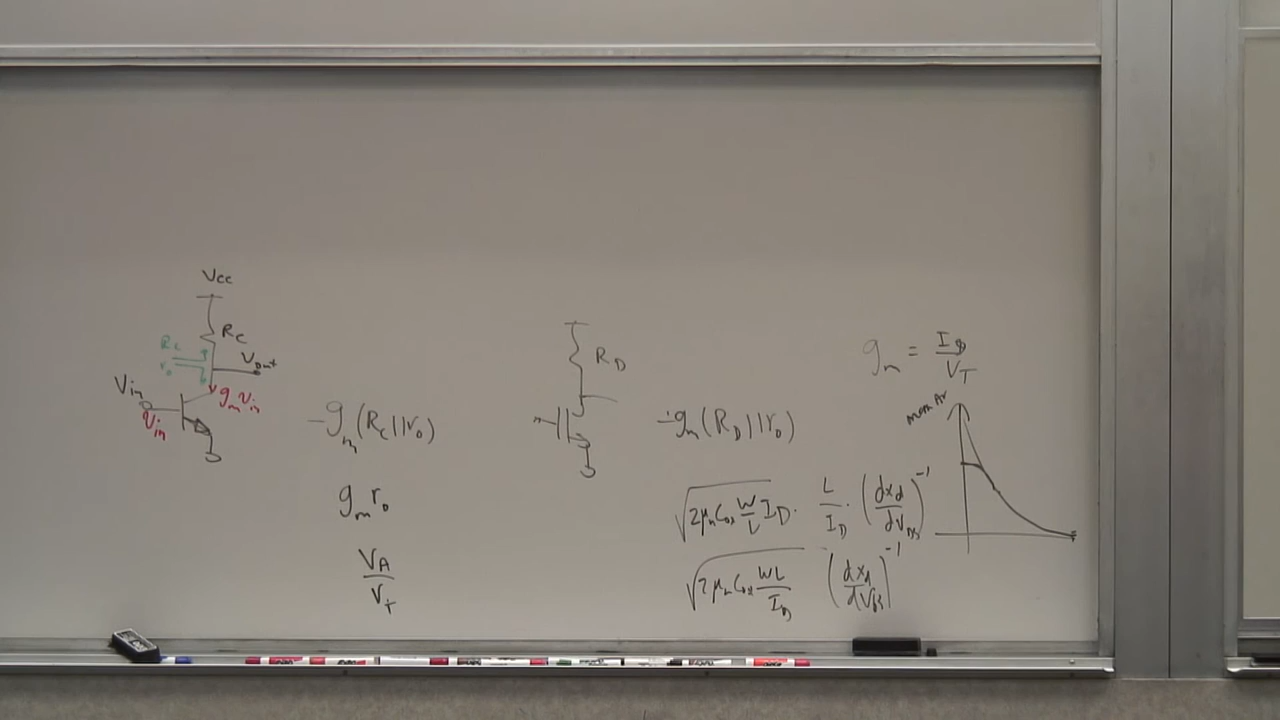 Vcc
Rc
Rc
Vout
ro
Vin
gm vin
vin
-gm(Rc||ro)
gm ro
VA/VT
RD
-gm(RD||ro)
√(2μnCox W/L ID) · L/ID · (dxd/dVDS)^-1
√(2μnCox WL/ID) (dxd/dVDS)^-1
gm = ID/VT
max Av